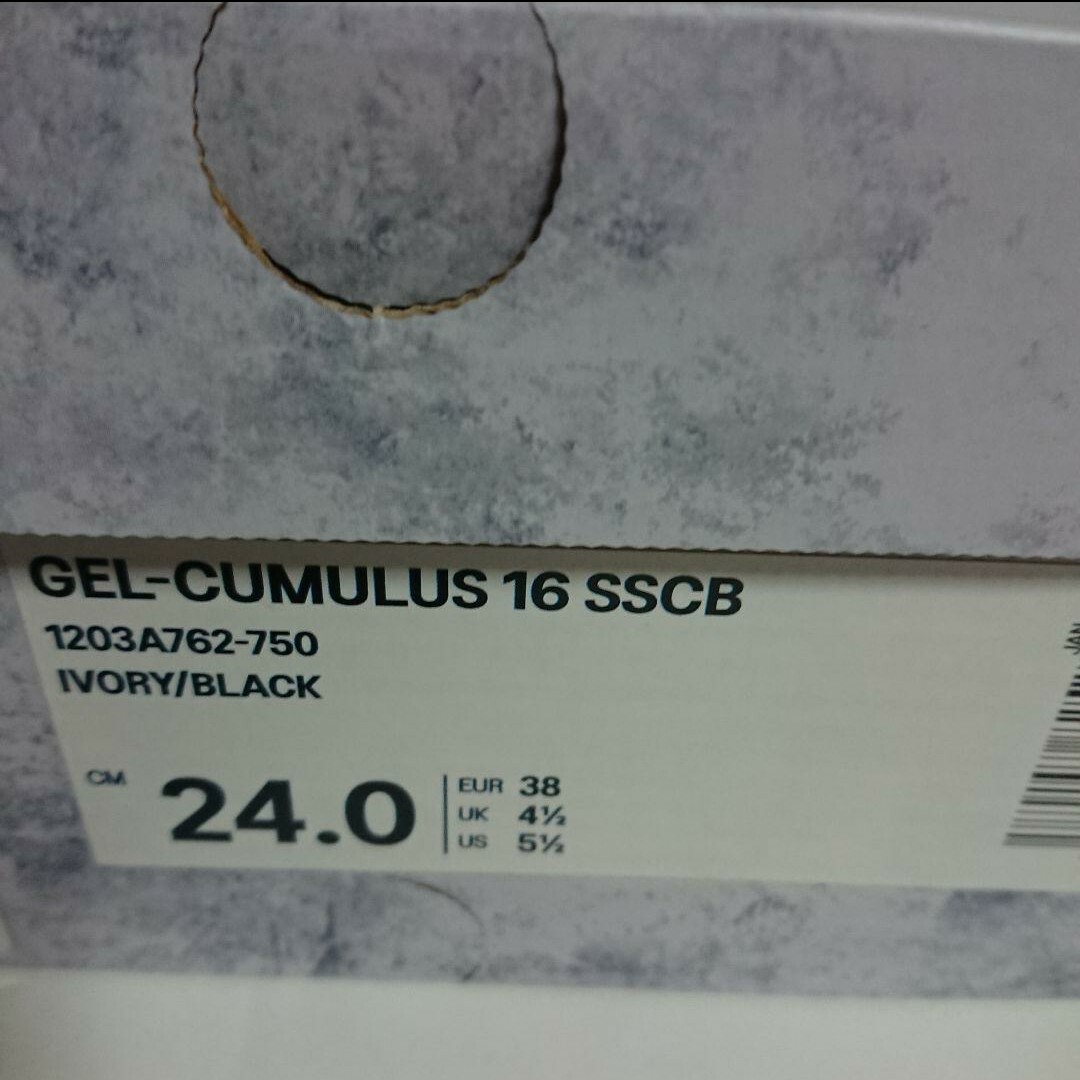 GEL-CUMULUS 16 SSCB
1203A762-750
IVORY/BLACK
CM 24.0
EUR 38
UK 4½
US 5½
JAN